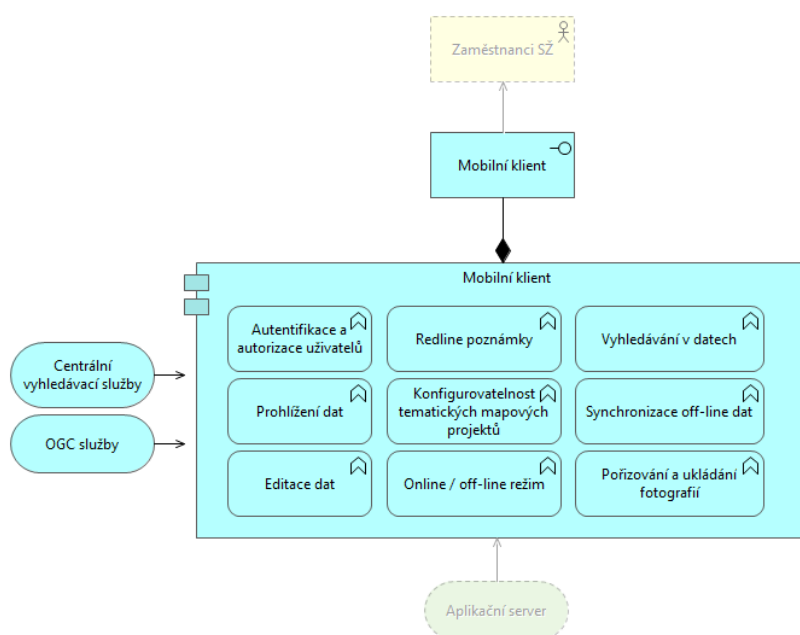 Zaměstnanci SŽ
Mobilní klient
Mobilní klient
Autentifikace a
autorizace uživatelů
Redline poznámky
Vyhledávání v datech
Centrální
vyhledávací služby
Prohlížení dat
Konfigurovatelnost
tematických mapových
projektů
Synchronizace off-line dat
OGC služby
Editace dat
Online / off-line režim
Pořizování a ukládání
fotografií
Aplikační server